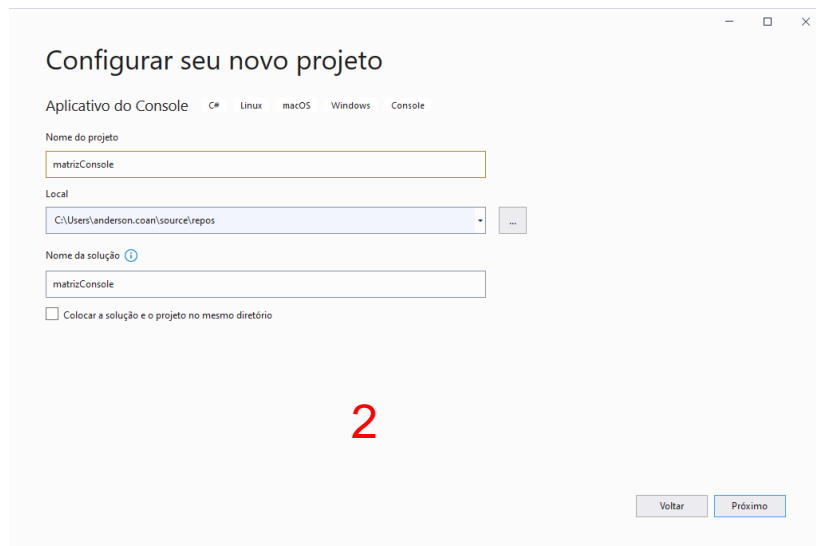 Configurar seu novo projeto
Aplicativo do Console C# Linux macOS Windows Console
Nome do projeto
matrizConsole
Local
C:\Users\anderson.coan\source\repos
...
Nome da solução
matrizConsole
Colocar a solução e o projeto no mesmo diretório
2
Voltar Próximo